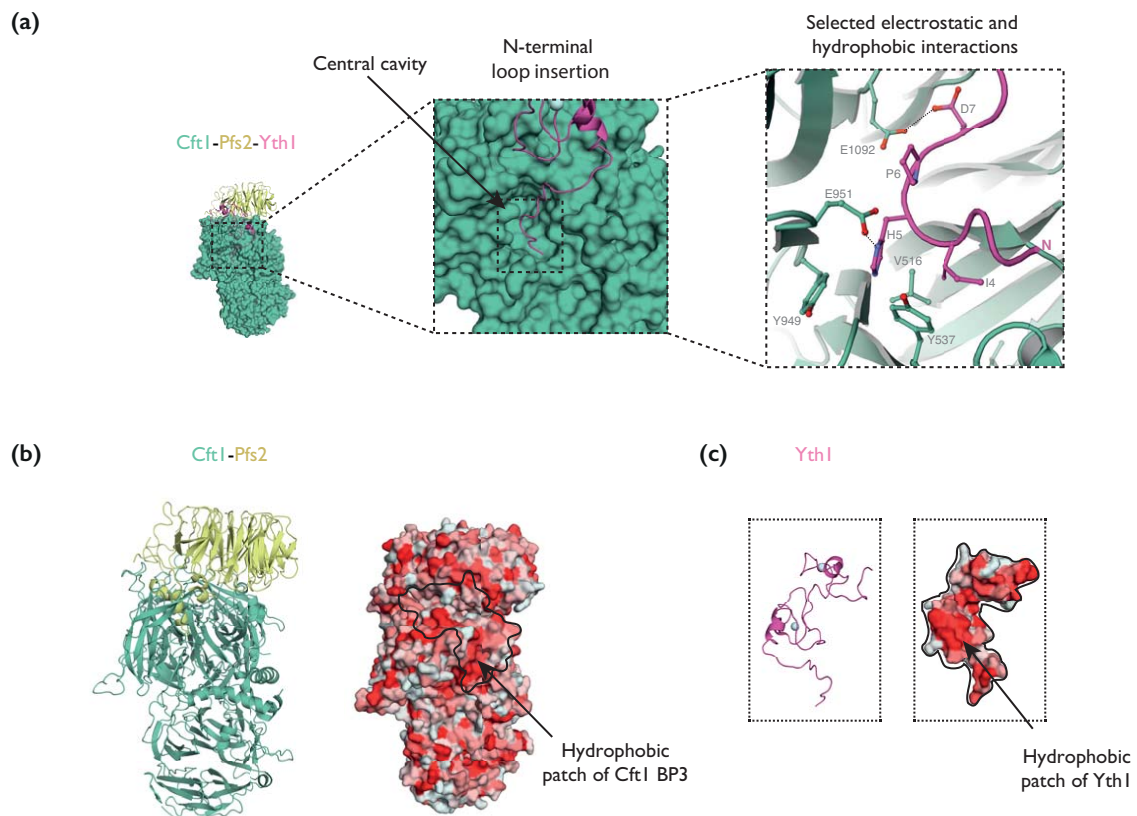 (a)
Central cavity
N-terminal
loop insertion
Selected electrostatic and
hydrophobic interactions
Cft1-Pfs2-Yth1
D7
E1092
P6
E951
H5
N
V516
I4
Y949
Y537
(b)
Cft1-Pfs2
Hydrophobic
patch of Cft1 BP3
(c)
Yth1
Hydrophobic
patch of Yth1